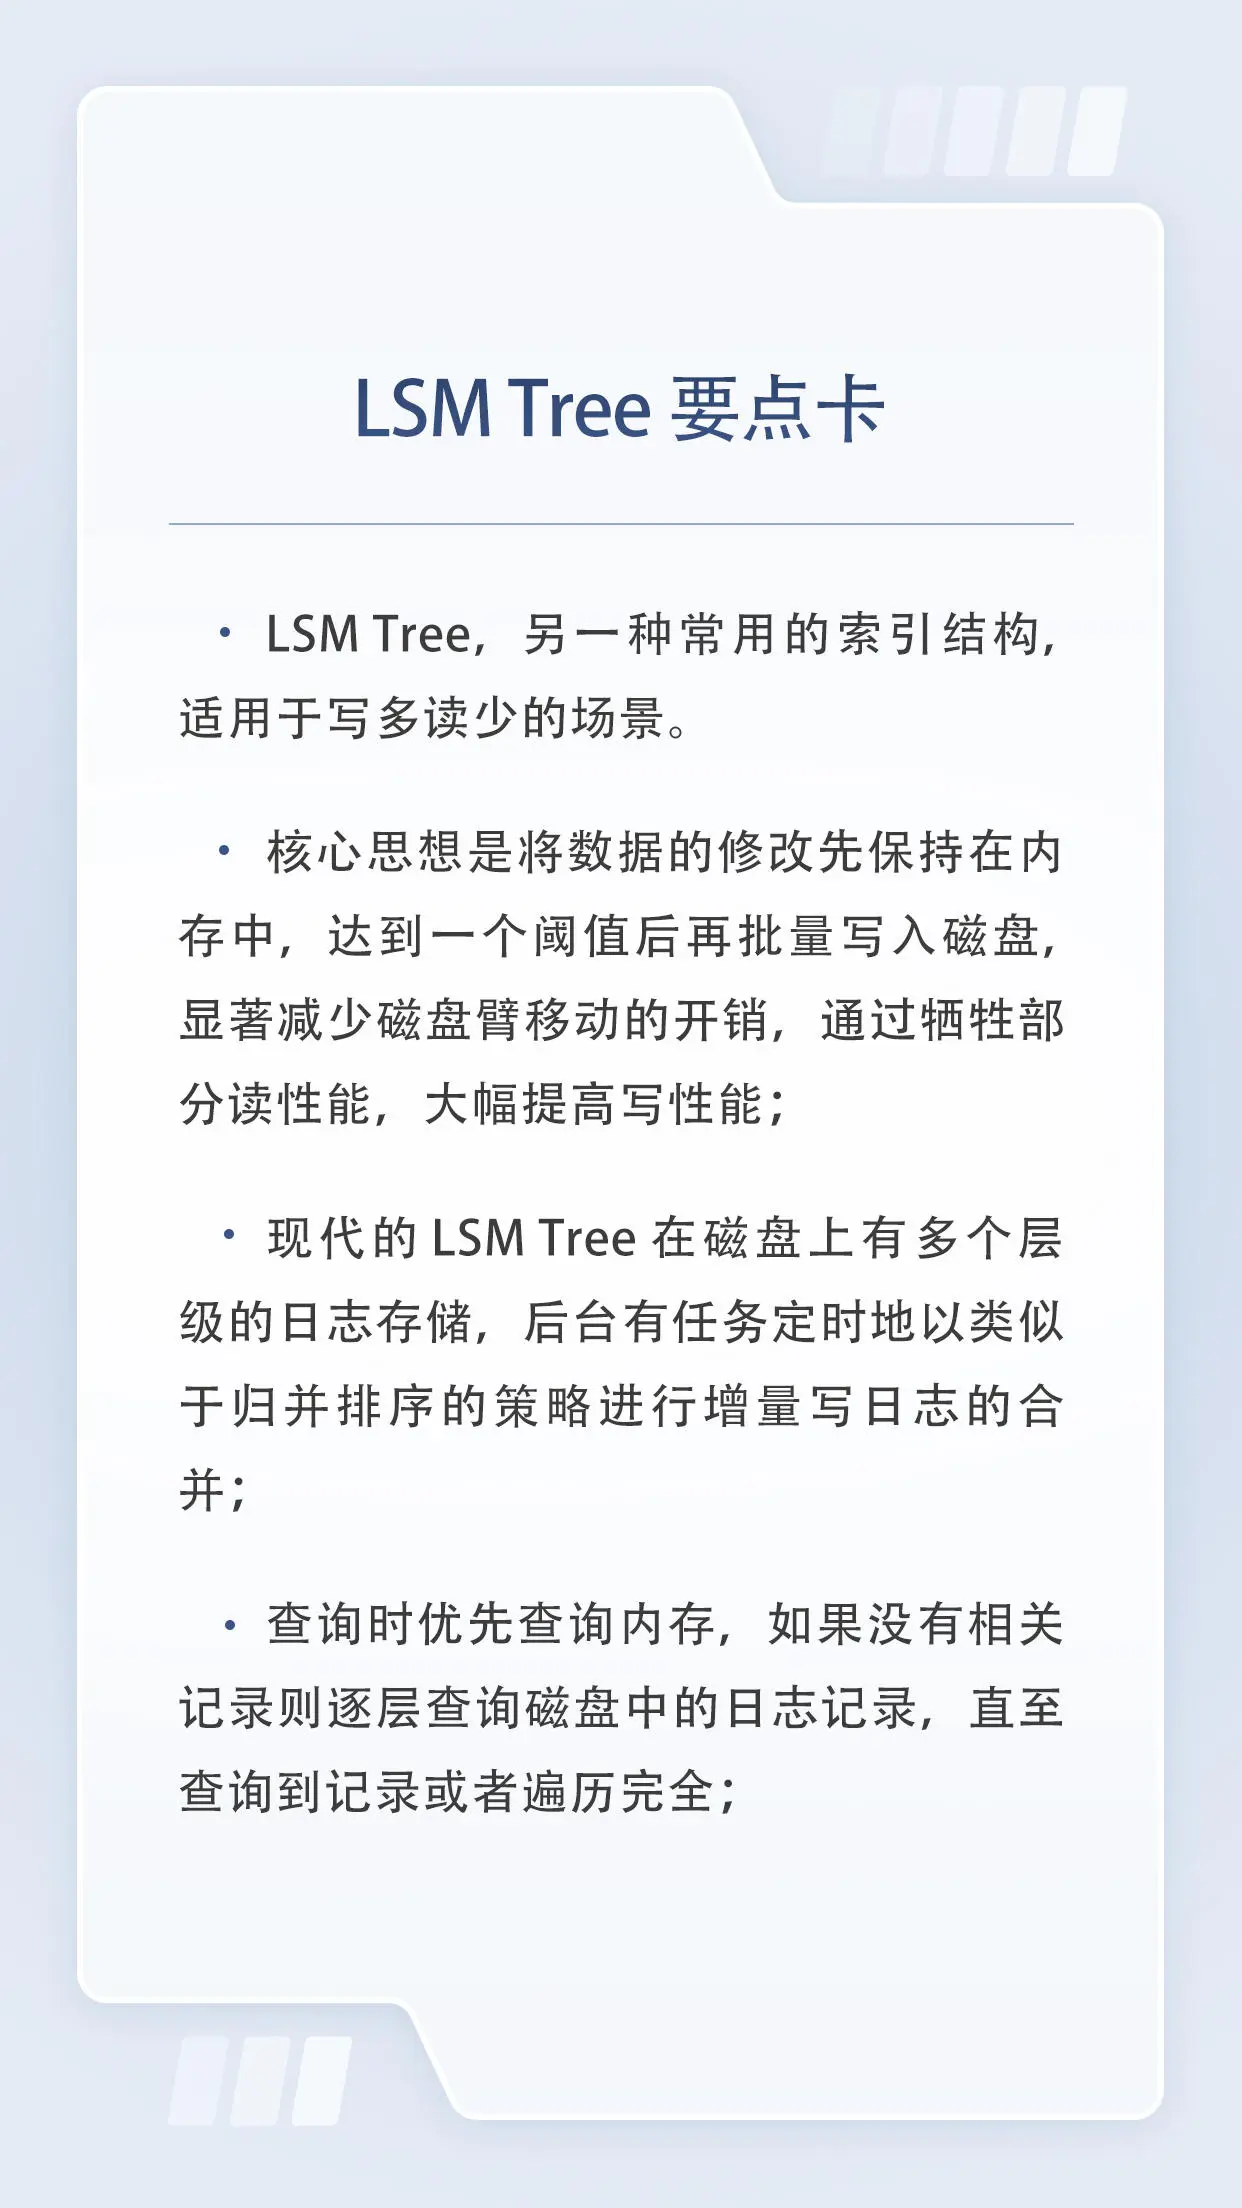 LSM Tree 要点卡
• LSM Tree，另一种常用的索引结构，
适用于写多读少的场景。
• 核心思想是将数据的修改先保持在内
存中，达到一个阈值后再批量写入磁盘，
显著减少磁盘臂移动的开销，通过牺牲部
分读性能，大幅提高写性能；
• 现代的 LSM Tree 在磁盘上有多个层
级的日志存储，后台有任务定时地以类似
于归并排序的策略进行增量写日志的合
并；
• 查询时优先查询内存，如果没有相关
记录则逐层查询磁盘中的日志记录，直至
查询到记录或者遍历完全；